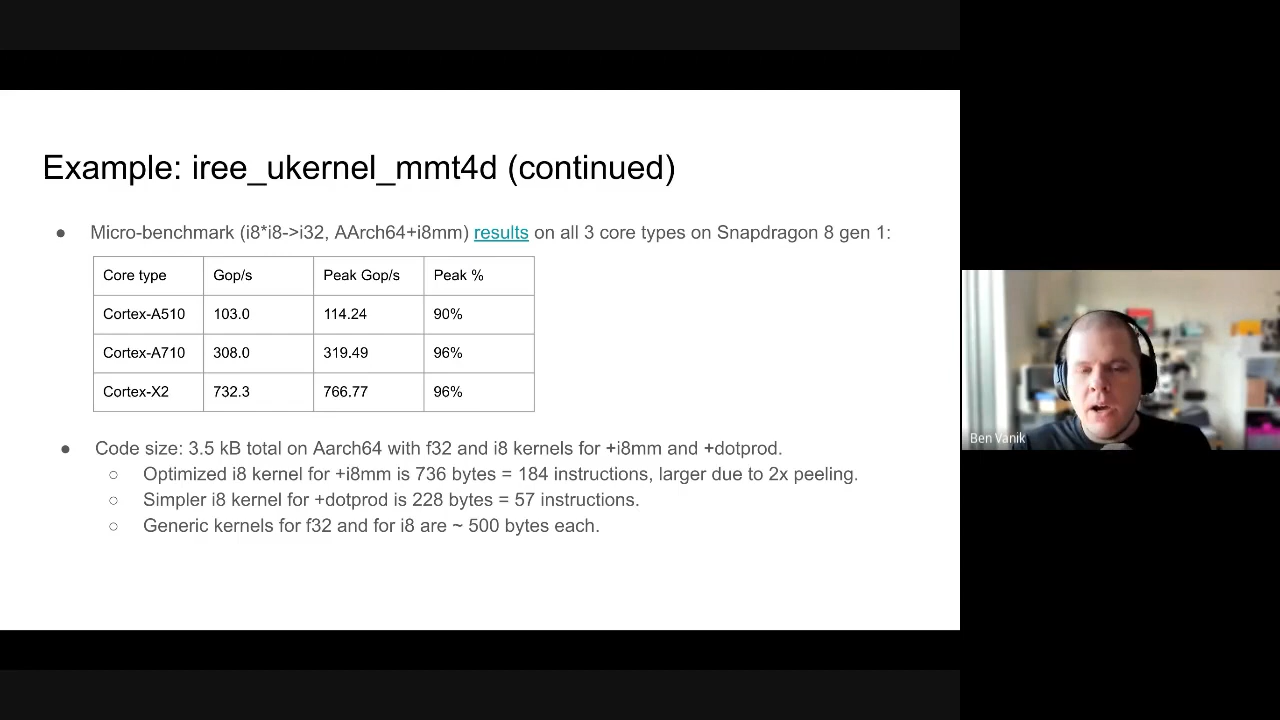 Example: iree_ukernel_mmt4d (continued)
● Micro-benchmark (i8*i8->i32, AArch64+i8mm) results on all 3 core types on Snapdragon 8 gen 1:
Core type Gop/s Peak Gop/s Peak %
Cortex-A510 103.0 114.24 90%
Cortex-A710 308.0 319.49 96%
Cortex-X2 732.3 766.77 96%
● Code size: 3.5 kB total on Aarch64 with f32 and i8 kernels for +i8mm and +dotprod.
○ Optimized i8 kernel for +i8mm is 736 bytes = 184 instructions, larger due to 2x peeling.
○ Simpler i8 kernel for +dotprod is 228 bytes = 57 instructions.
○ Generic kernels for f32 and for i8 are ~ 500 bytes each.
Ben Vanik